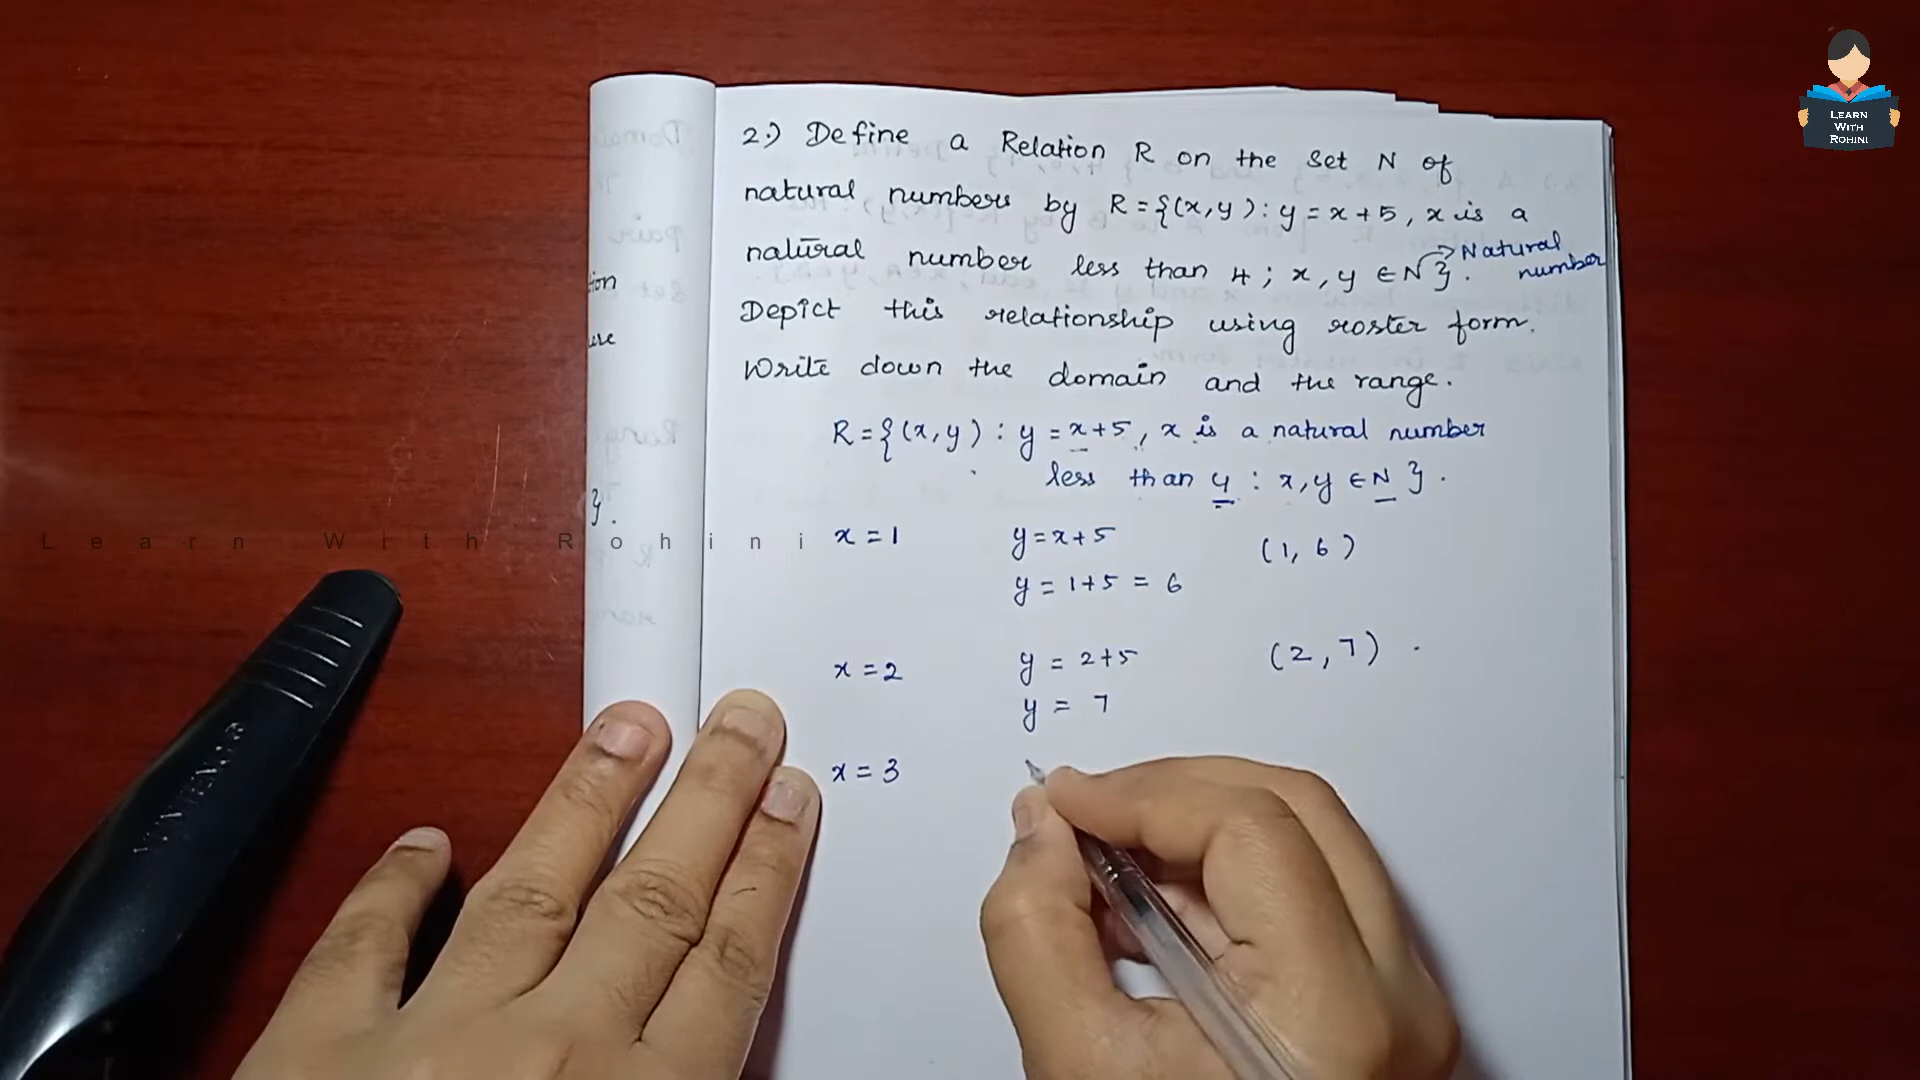 2.) Define a Relation R on the set N of
natural numbers by R = {(x, y) : y = x + 5, x is a
natural number less than 4 ; x, y ∈ N }. → Natural number
Depict this relationship using roster form.
Write down the domain and the range.
R = {(x, y) : y = x+5, x is a natural number
less than 4 : x, y ∈ N }.
x = 1 y = x+5 (1, 6)
y = 1+5 = 6
x = 2 y = 2+5 (2, 7) .
y = 7
x = 3
tion
}.
Learn With Rohini
LEARN
WITH
ROHINI